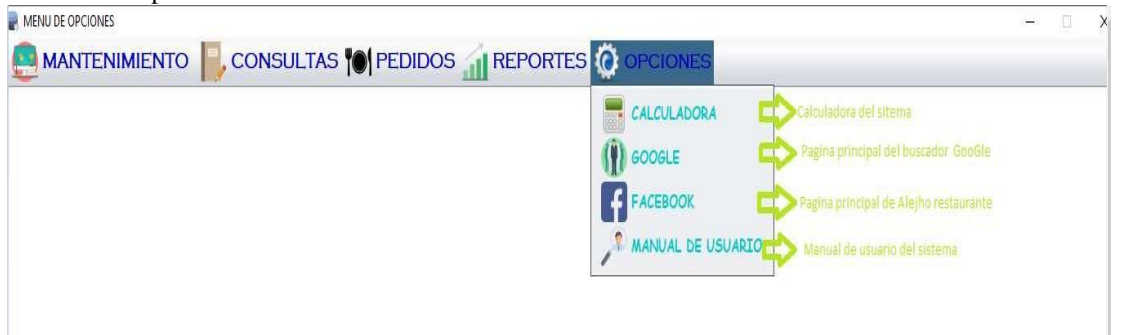 MENU DE OPCIONES
MANTENIMIENTO CONSULTAS PEDIDOS REPORTES OPCIONES
CALCULADORA Calculadora del sitema
GOOGLE Pagina principal del buscador GooGle
FACEBOOK Pagina principal de Alejho restaurante
MANUAL DE USUARIO Manual de usuario del sistema